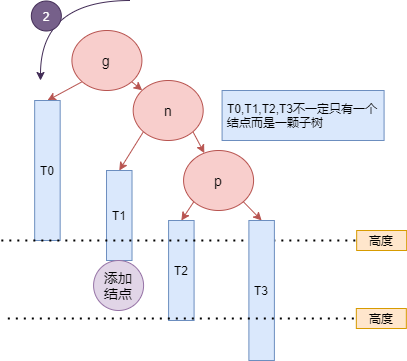 2
g
n
T0,T1,T2,T3不一定只有一个
结点而是一颗子树
T0
p
T1
高度
T2
添加
结点
T3
高度